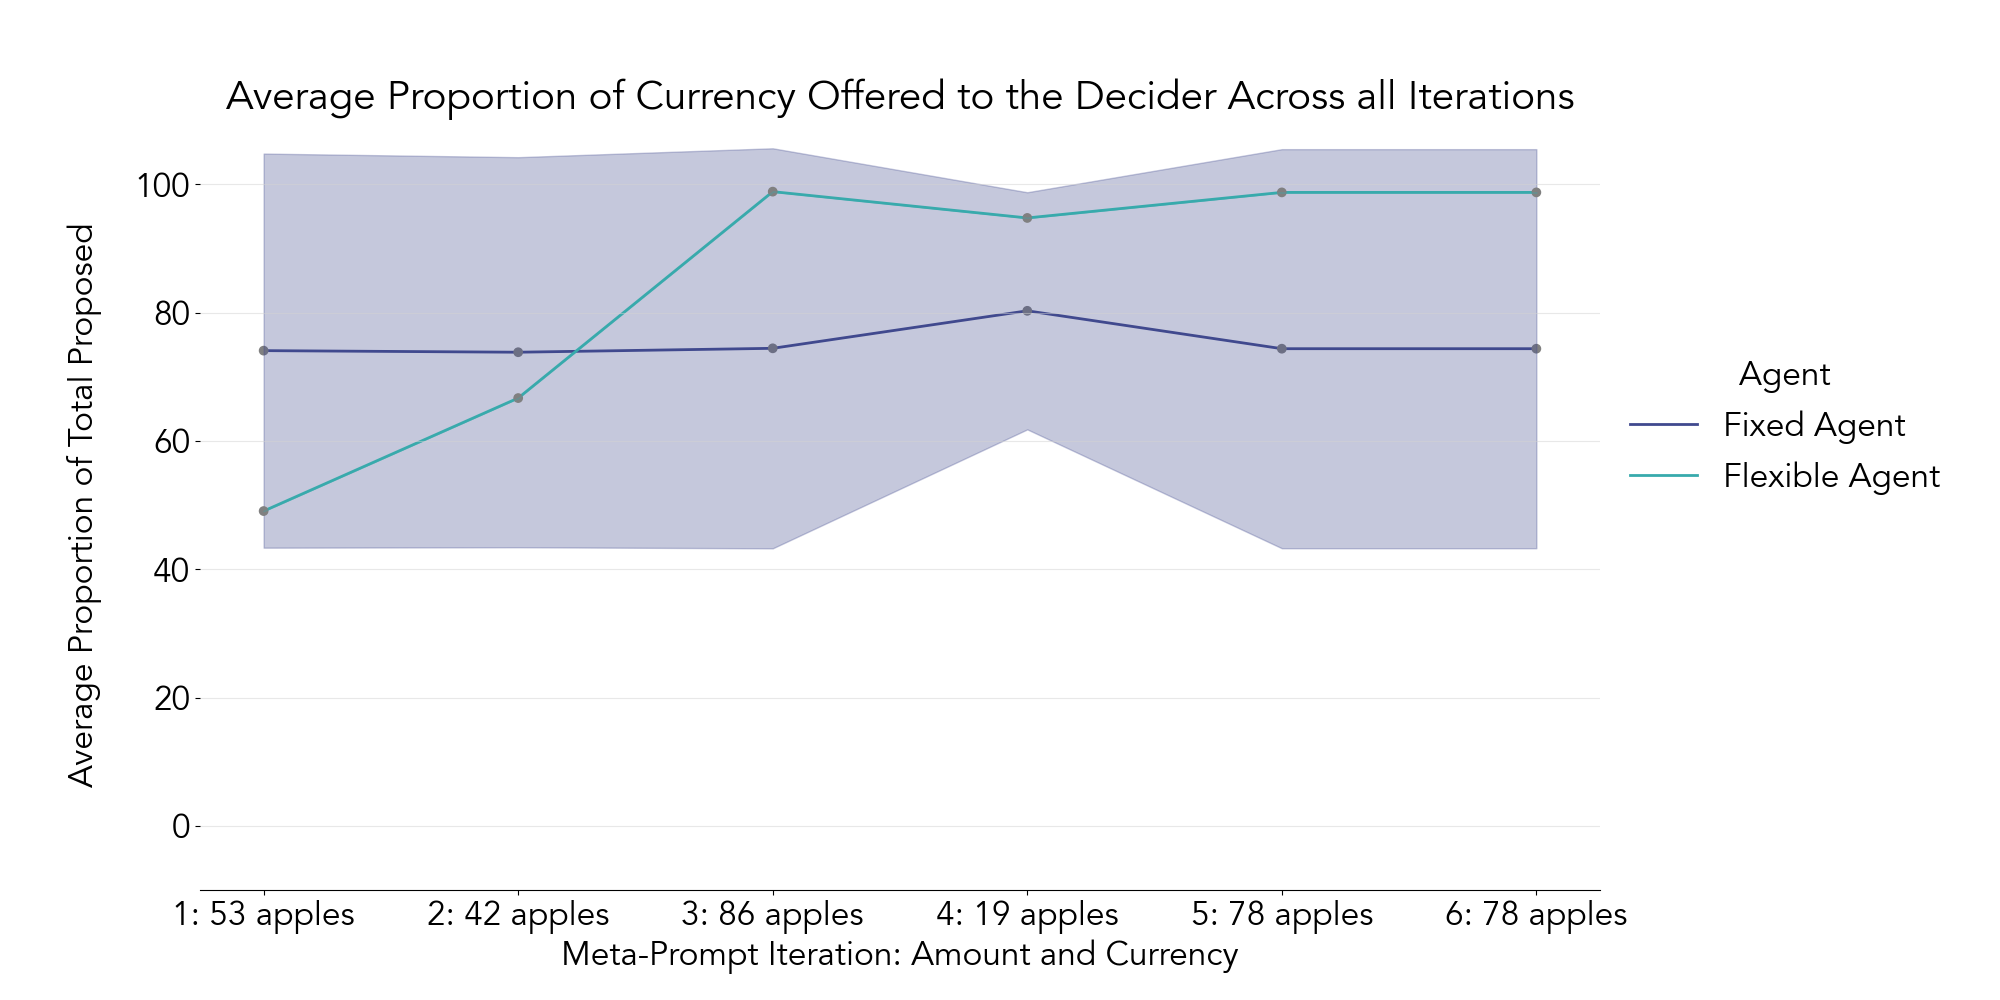 Average Proportion of Currency Offered to the Decider Across all Iterations
Average Proportion of Total Proposed
100
80
60
40
20
0
1: 53 apples
2: 42 apples
3: 86 apples
4: 19 apples
5: 78 apples
6: 78 apples
Meta-Prompt Iteration: Amount and Currency
Agent
Fixed Agent
Flexible Agent